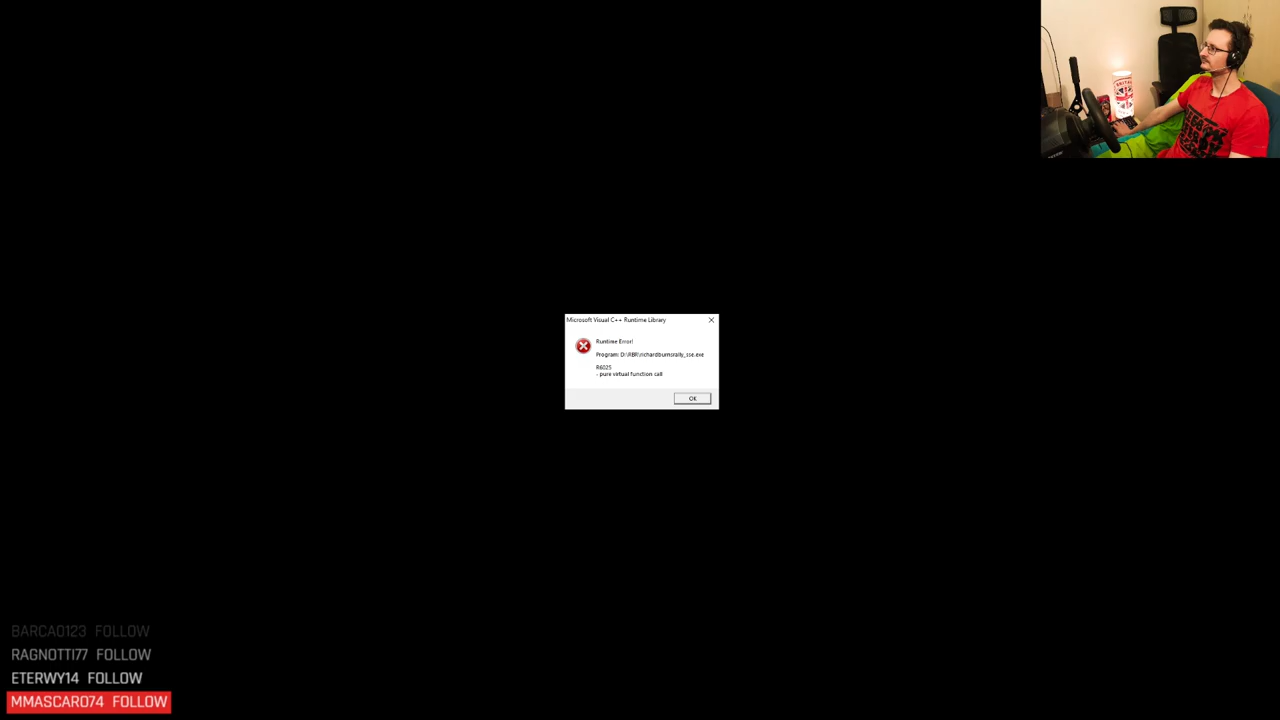 Microsoft Visual C++ Runtime Library
Runtime Error!
Program: D:\RBR\richardburnsrally_sse.exe
R6025
- pure virtual function call
OK
BARCA0123 FOLLOW
RAGNOTTI77 FOLLOW
ETERWY14 FOLLOW
MMASCARO74 FOLLOW